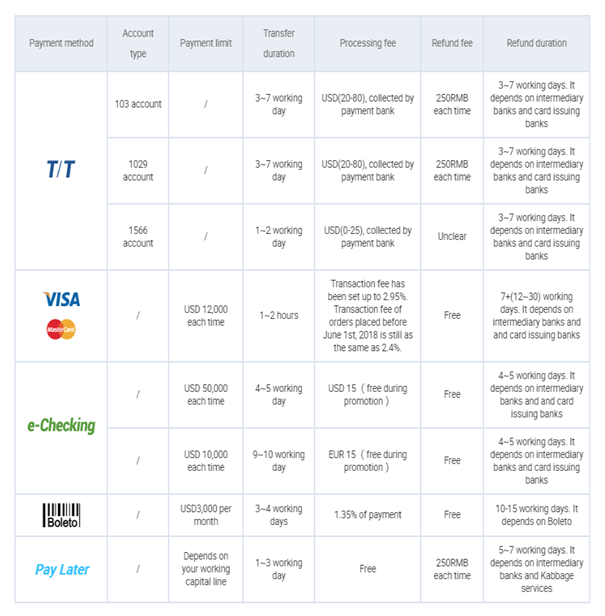 Payment method
Account
type
Payment limit
Transfer
duration
Processing fee
Refund fee
Refund duration
T/T
103 account
/
3~7 working
day
USD(20-80), collected by
payment bank
250RMB
each time
3~7 working days. It
depends on intermediary
banks and card issuing
banks
1029
account
/
3~7 working
day
USD(20-80), collected by
payment bank
250RMB
each time
3~7 working days. It
depends on intermediary
banks and card issuing
banks
1566
account
/
1~2 working
day
USD(0-25), collected by
payment bank
Unclear
3~7 working days. It
depends on intermediary
banks and card issuing
banks
VISA
MasterCard
/
USD 12,000
each time
1~2 hours
Transaction fee has
been set up to 2.95%.
Transaction fee of
orders placed before
June 1st, 2018 is still as
the same as 2.4%.
Free
7+(12~30) working
days. It depends on
intermediary banks and
and card issuing banks
e-Checking
/
USD 50,000
each time
4~5 working
day
USD 15 ( free during
promotion )
Free
4~5 working days. It
depends on intermediary
banks and and card
issuing banks
/
USD 10,000
each time
9~10 working
day
EUR 15 ( free during
promotion )
Free
4~5 working days. It
depends on intermediary
banks and card issuing
banks
Boleto
/
USD3,000 per
month
3~4 working
days
1.35% of payment
Free
10-15 working days. It
depends on Boleto
Pay Later
/
Depends on
your working
capital line
1~3 working
day
Free
250RMB
each time
5~7 working days. It
depends on intermediary
banks and Kabbage
services